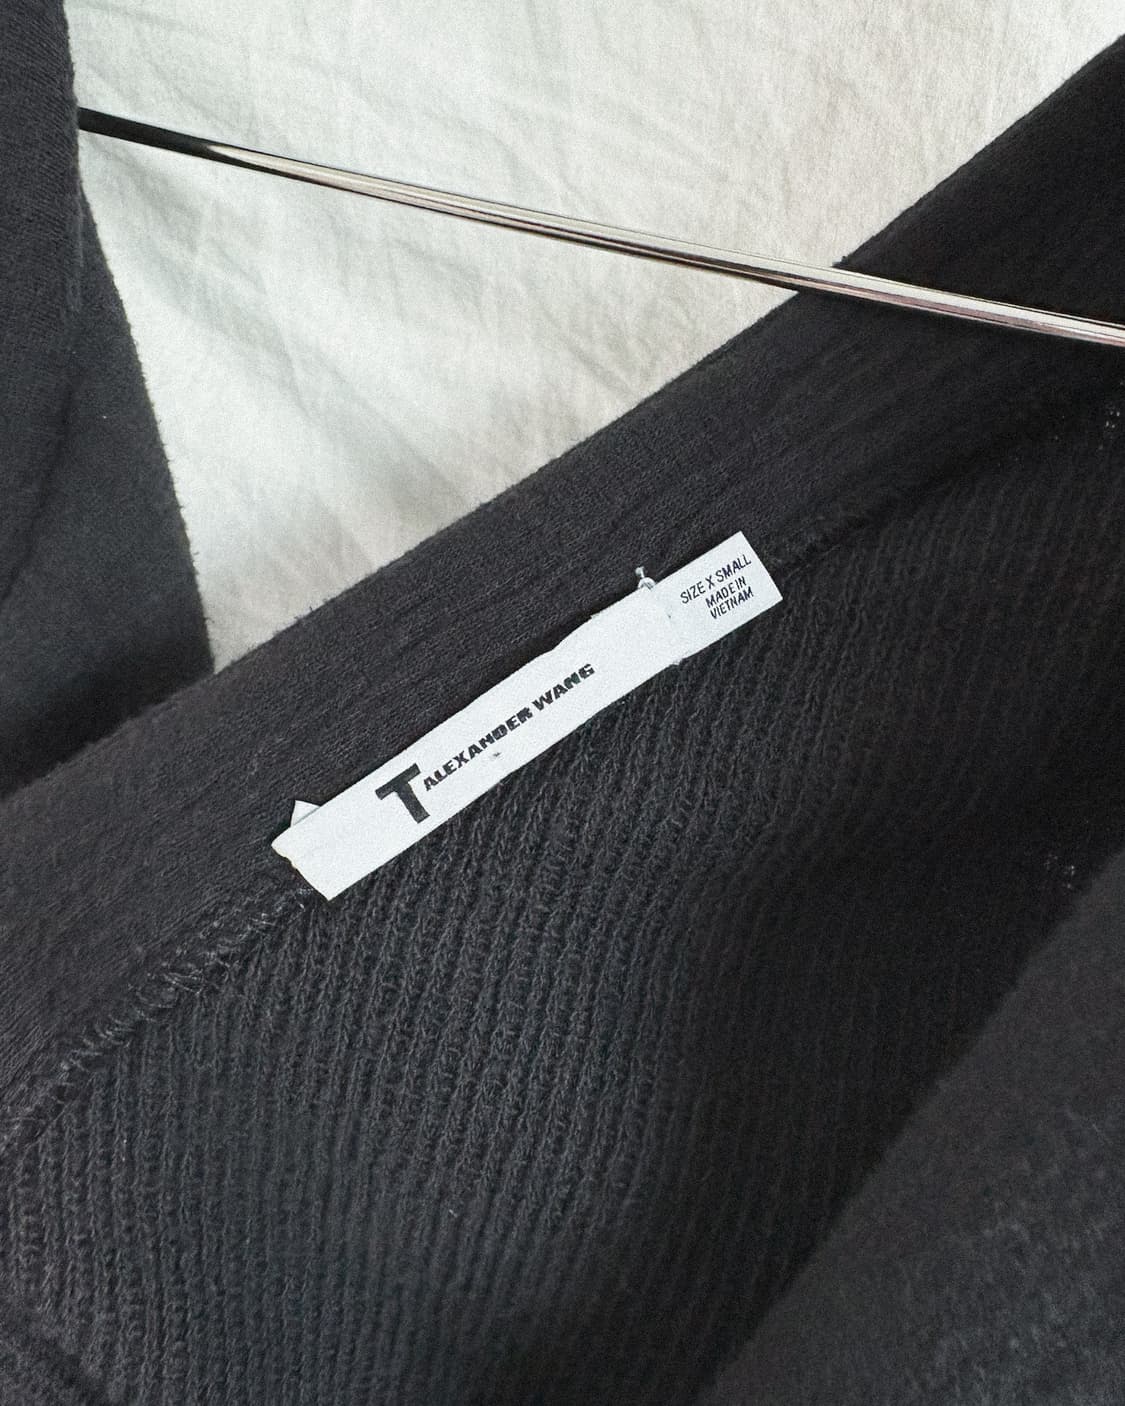 T ALEXANDER WANG
SIZE X SMALL
MADE IN
VIETNAM